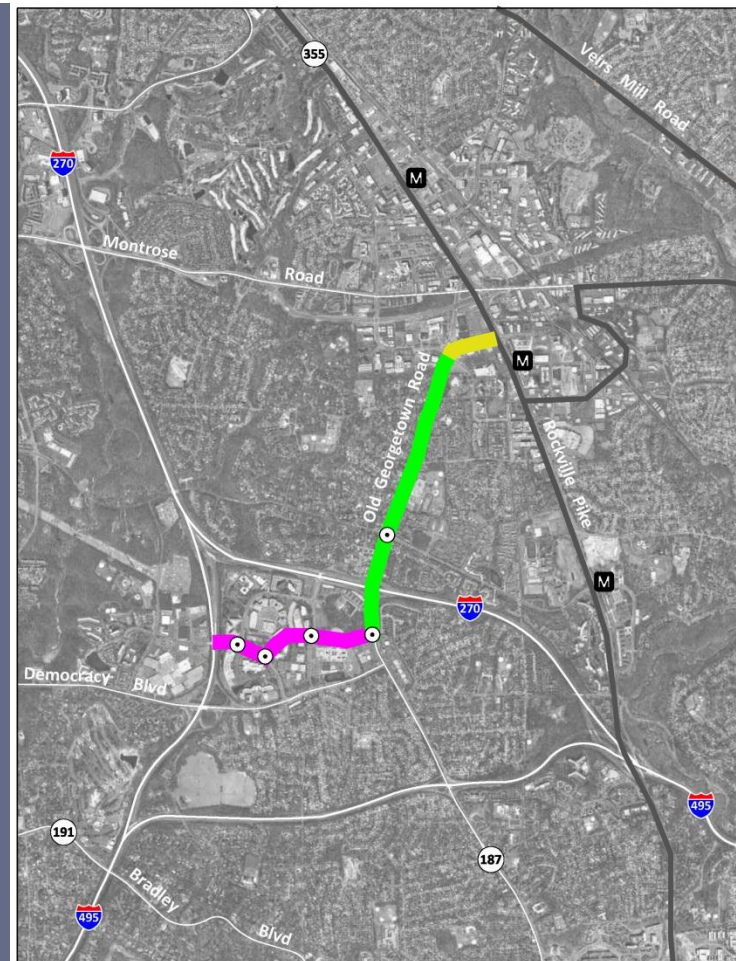 355
Veirs Mill Road
M
270
Montrose
Road
M
Old Georgetown Road
Rockville Pike
M
270
Democracy
Blvd
495
191
187
Bradley
Blvd
495